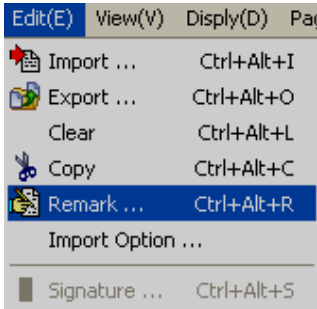 Edit(E) View(V) Disply(D) Pa
Import ... Ctrl+Alt+I
Export ... Ctrl+Alt+O
Clear Ctrl+Alt+L
Copy Ctrl+Alt+C
Remark ... Ctrl+Alt+R
Import Option ...
Signature ... Ctrl+Alt+S